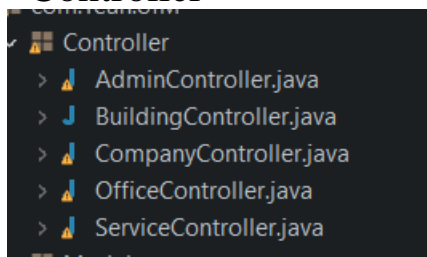 Controller
AdminController.java
BuildingController.java
CompanyController.java
OfficeController.java
ServiceController.java